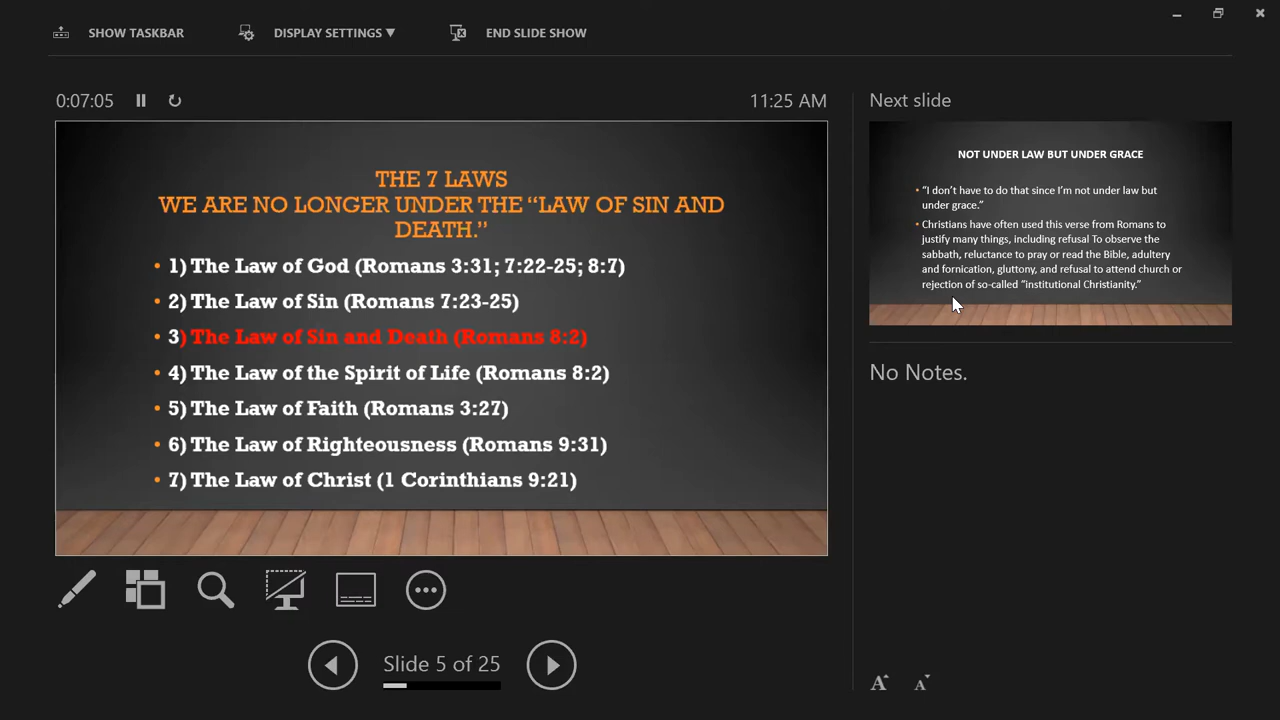 SHOW TASKBAR
DISPLAY SETTINGS ▼
END SLIDE SHOW
0:07:05
11:25 AM
Next slide
THE 7 LAWS
WE ARE NO LONGER UNDER THE “LAW OF SIN AND
DEATH.”
• 1) The Law of God (Romans 3:31; 7:22-25; 8:7)
• 2) The Law of Sin (Romans 7:23-25)
• 3) The Law of Sin and Death (Romans 8:2)
• 4) The Law of the Spirit of Life (Romans 8:2)
• 5) The Law of Faith (Romans 3:27)
• 6) The Law of Righteousness (Romans 9:31)
• 7) The Law of Christ (1 Corinthians 9:21)
NOT UNDER LAW BUT UNDER GRACE
• “I don’t have to do that since I’m not under law but
under grace.”
• Christians have often used this verse from Romans to
justify many things, including refusal To observe the
sabbath, reluctance to pray or read the Bible, adultery
and fornication, gluttony, and refusal to attend church or
rejection of so-called “institutional Christianity.”
No Notes.
Slide 5 of 25
A A